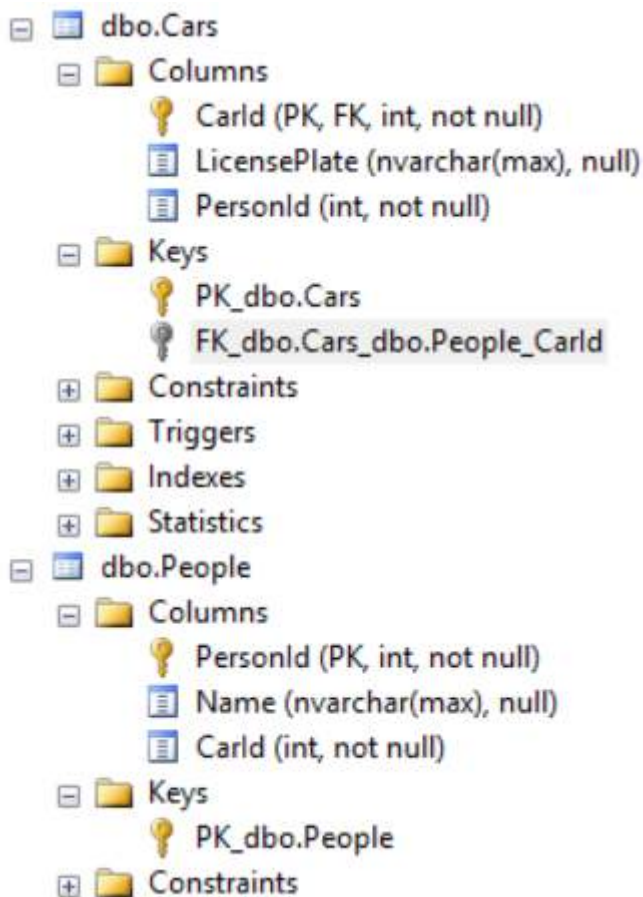 dbo.Cars
Columns
CarId (PK, FK, int, not null)
LicensePlate (nvarchar(max), null)
PersonId (int, not null)
Keys
PK_dbo.Cars
FK_dbo.Cars_dbo.People_CarId
Constraints
Triggers
Indexes
Statistics
dbo.People
Columns
PersonId (PK, int, not null)
Name (nvarchar(max), null)
CarId (int, not null)
Keys
PK_dbo.People
Constraints